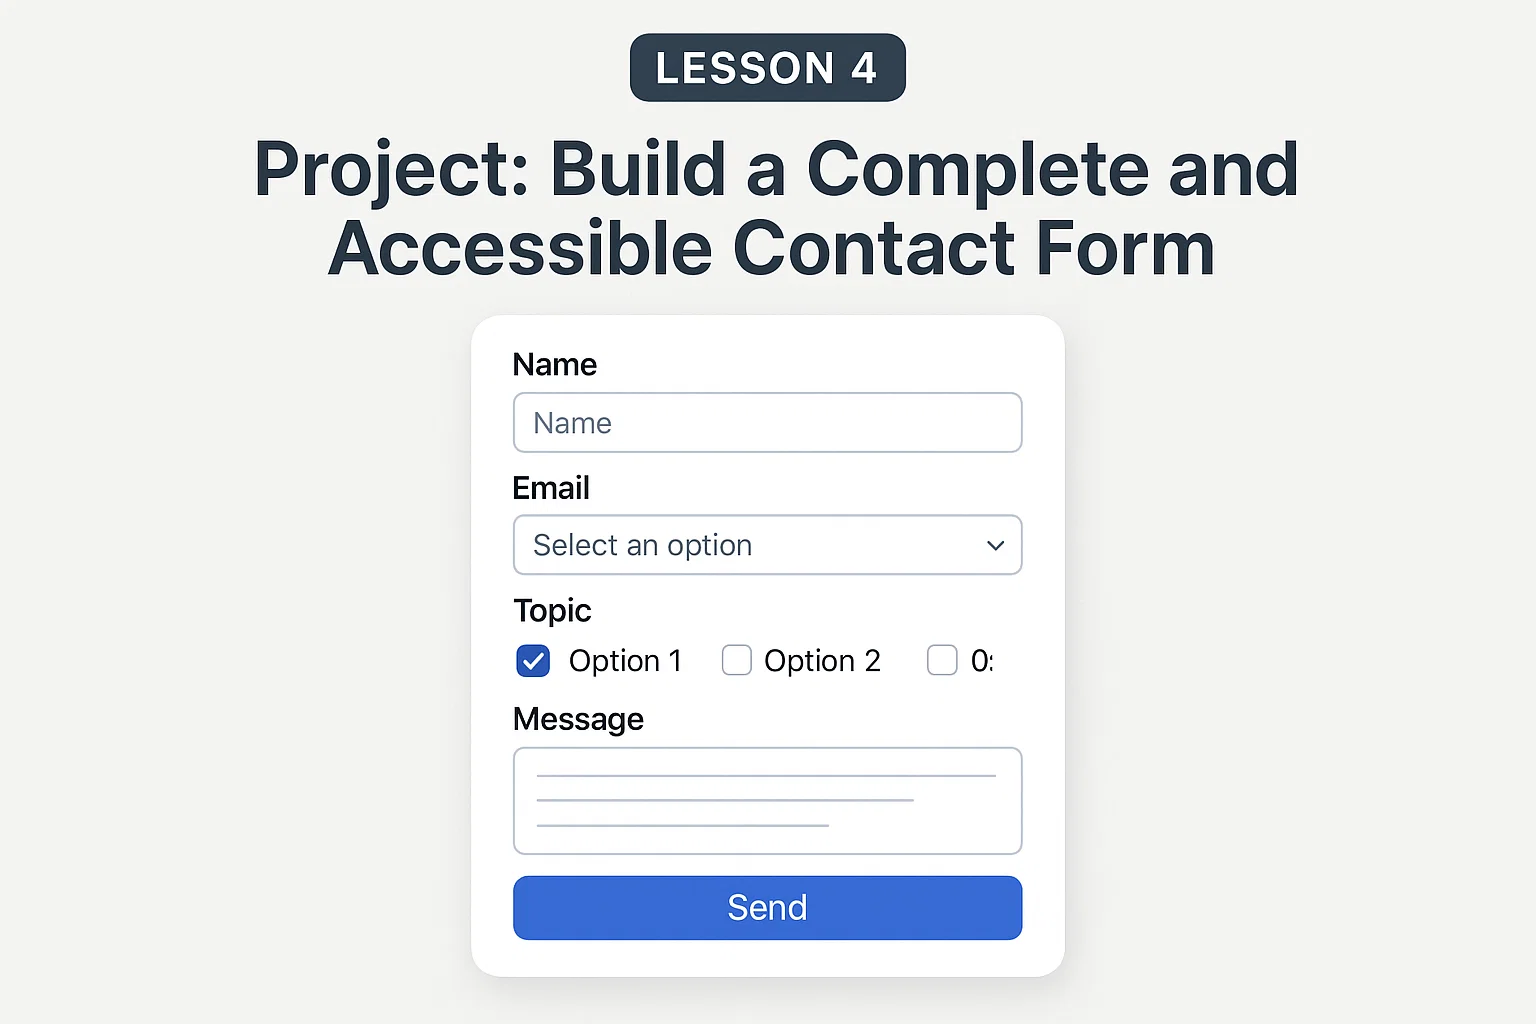 LESSON 4
Project: Build a Complete and
Accessible Contact Form
Name
Name
Email
Select an option
Topic
Option 1 Option 2
Message
Send